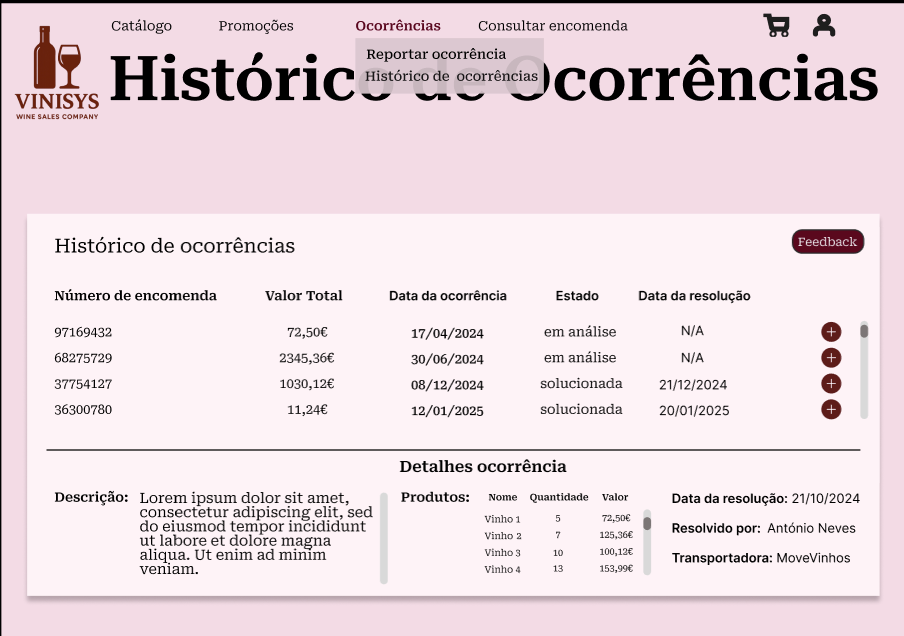 Catálogo Promoções Ocorrências Consultar encomenda
Reportar ocorrência
Histórico de ocorrências
Histórico de Ocorrências
VINISYS
WINE SALES COMPANY
Histórico de ocorrências
Feedback
Número de encomenda Valor Total Data da ocorrência Estado Data da resolução
97169432 72,50€ 17/04/2024 em análise N/A +
68275729 2345,36€ 30/06/2024 em análise N/A +
37754127 1030,12€ 08/12/2024 solucionada 21/12/2024 +
36300780 11,24€ 12/01/2025 solucionada 20/01/2025 +
Detalhes ocorrência
Descrição:
Lorem ipsum dolor sit amet,
consectetur adipiscing elit, sed
do eiusmod tempor incididunt
ut labore et dolore magna
aliqua. Ut enim ad minim
veniam.
Produtos: Nome Quantidade Valor
Vinho 1 5 72,50€
Vinho 2 7 125,36€
Vinho 3 10 100,12€
Vinho 4 13 153,99€
Data da resolução: 21/10/2024
Resolvido por: António Neves
Transportadora: MoveVinhos